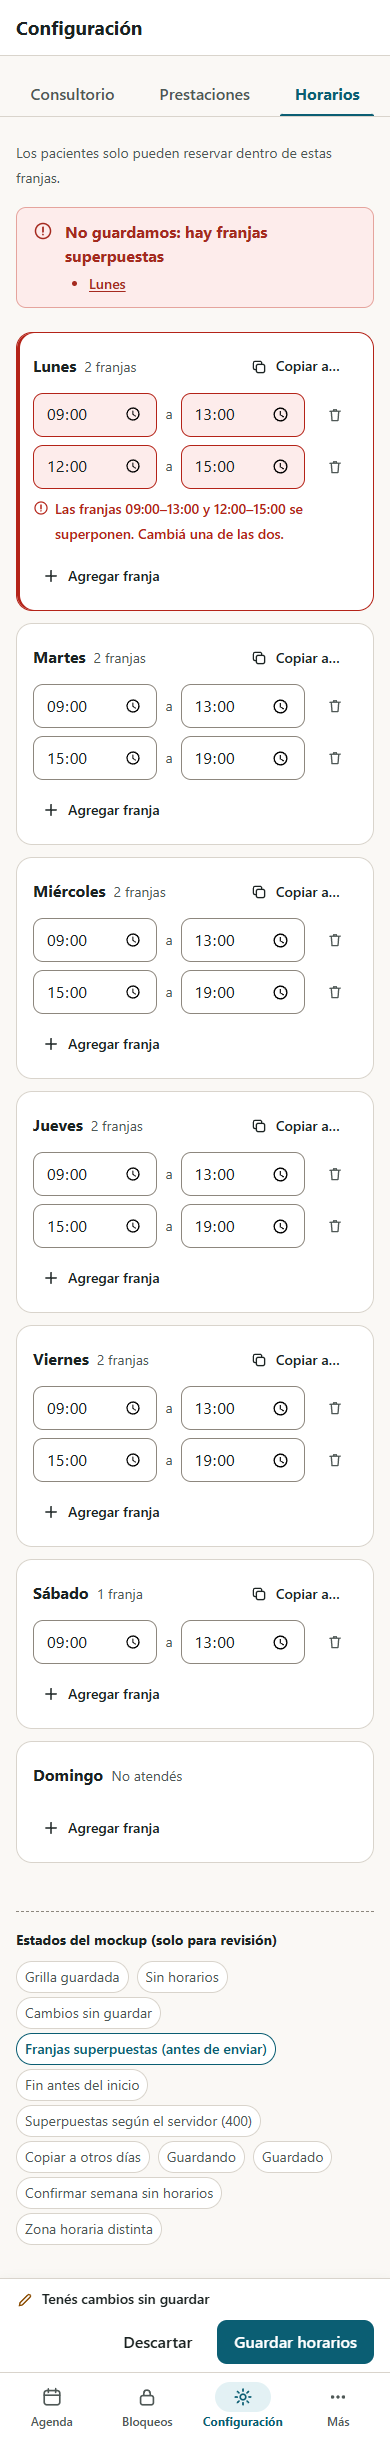 Configuración
Consultorio Prestaciones Horarios
Los pacientes solo pueden reservar dentro de estas
franjas.
No guardamos: hay franjas
superpuestas
• Lunes
Lunes 2 franjas Copiar a...
09:00 a 13:00
12:00 a 15:00
Las franjas 09:00–13:00 y 12:00–15:00 se
superponen. Cambiá una de las dos.
+ Agregar franja
Martes 2 franjas Copiar a...
09:00 a 13:00
15:00 a 19:00
+ Agregar franja
Miércoles 2 franjas Copiar a...
09:00 a 13:00
15:00 a 19:00
+ Agregar franja
Jueves 2 franjas Copiar a...
09:00 a 13:00
15:00 a 19:00
+ Agregar franja
Viernes 2 franjas Copiar a...
09:00 a 13:00
15:00 a 19:00
+ Agregar franja
Sábado 1 franja Copiar a...
09:00 a 13:00
+ Agregar franja
Domingo No atendés
+ Agregar franja
Estados del mockup (solo para revisión)
Grilla guardada Sin horarios
Cambios sin guardar
Franjas superpuestas (antes de enviar)
Fin antes del inicio
Superpuestas según el servidor (400)
Copiar a otros días Guardando Guardado
Confirmar semana sin horarios
Zona horaria distinta
Tenés cambios sin guardar
Descartar Guardar horarios
Agenda Bloqueos Configuración Más